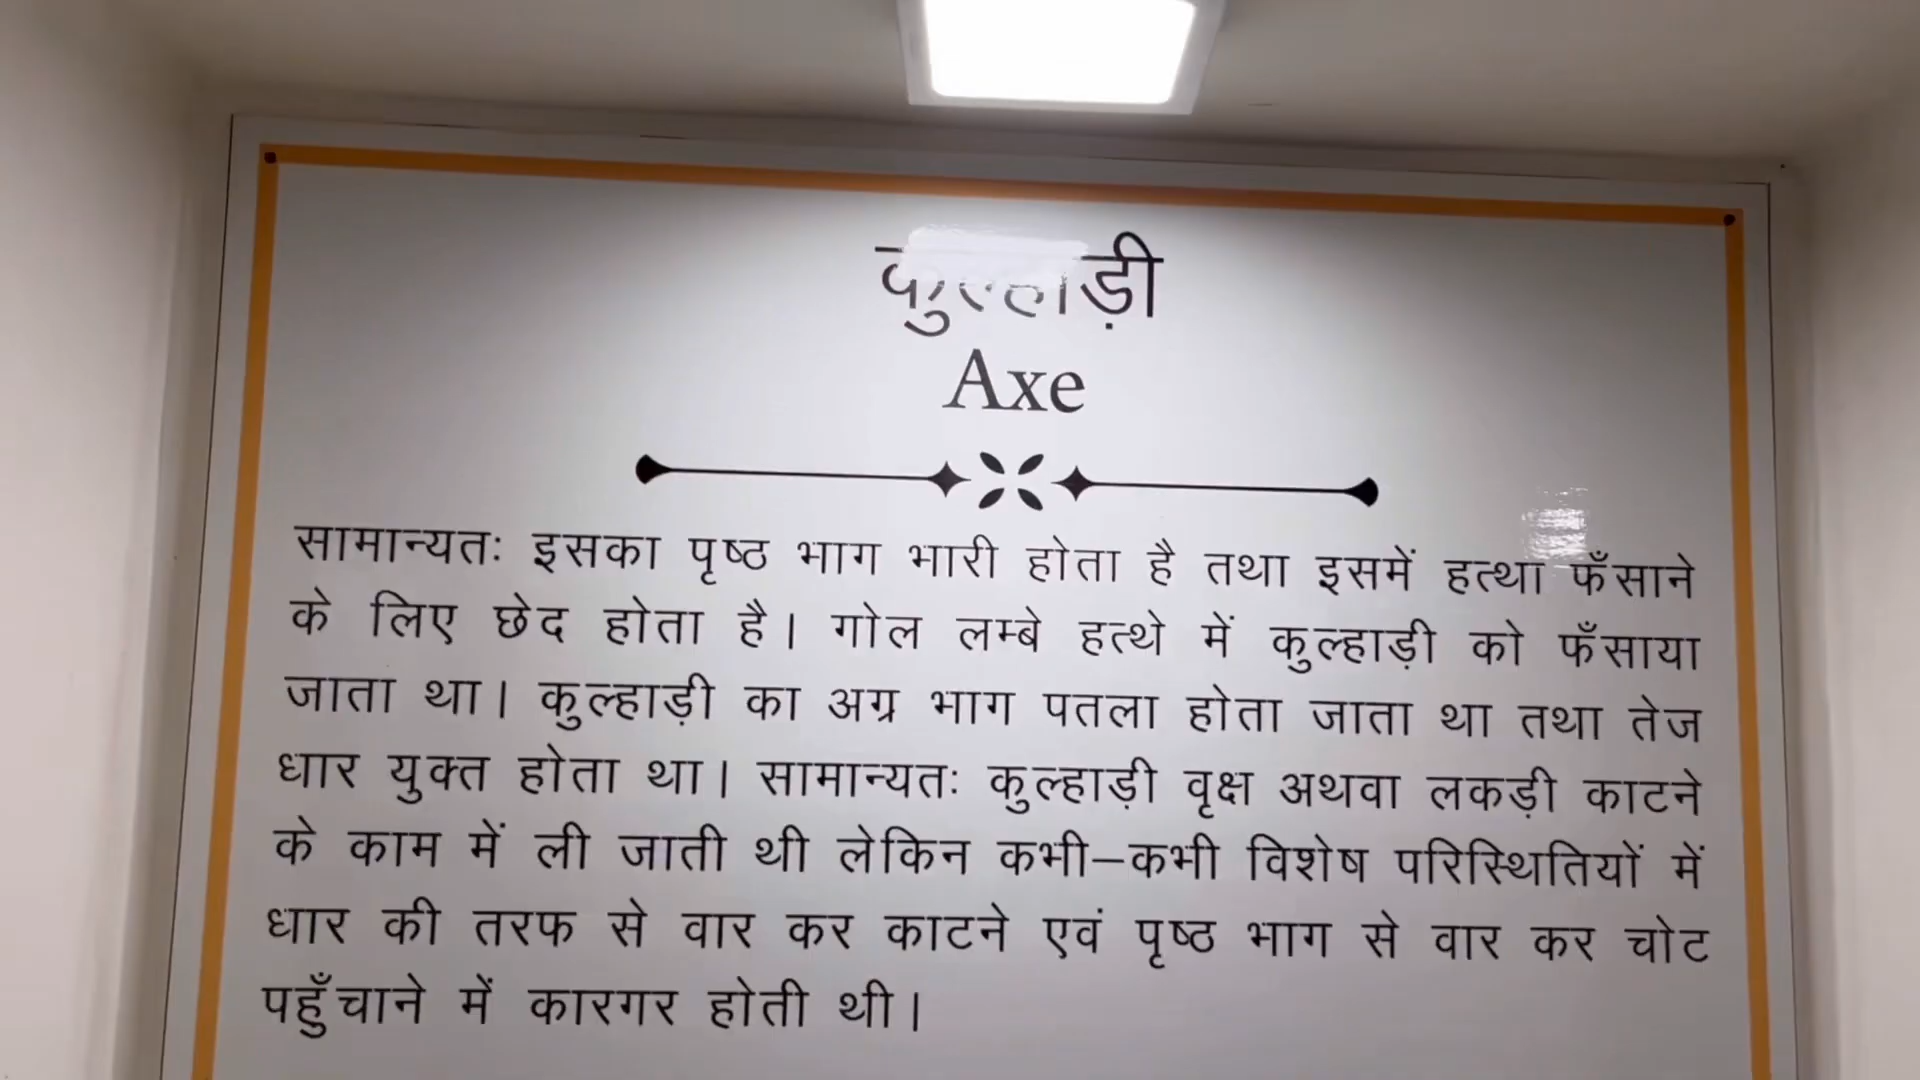 कुल्हाड़ी
Axe
सामान्यतः इसका पृष्ठ भाग भारी होता है तथा इसमें हत्था फँसाने
के लिए छेद होता है। गोल लम्बे हत्थे में कुल्हाड़ी को फँसाया
जाता था। कुल्हाड़ी का अग्र भाग पतला होता जाता था तथा तेज
धार युक्त होता था। सामान्यतः कुल्हाड़ी वृक्ष अथवा लकड़ी काटने
के काम में ली जाती थी लेकिन कभी–कभी विशेष परिस्थितियों में
धार की तरफ से वार कर काटने एवं पृष्ठ भाग से वार कर चोट
पहुँचाने में कारगर होती थी।